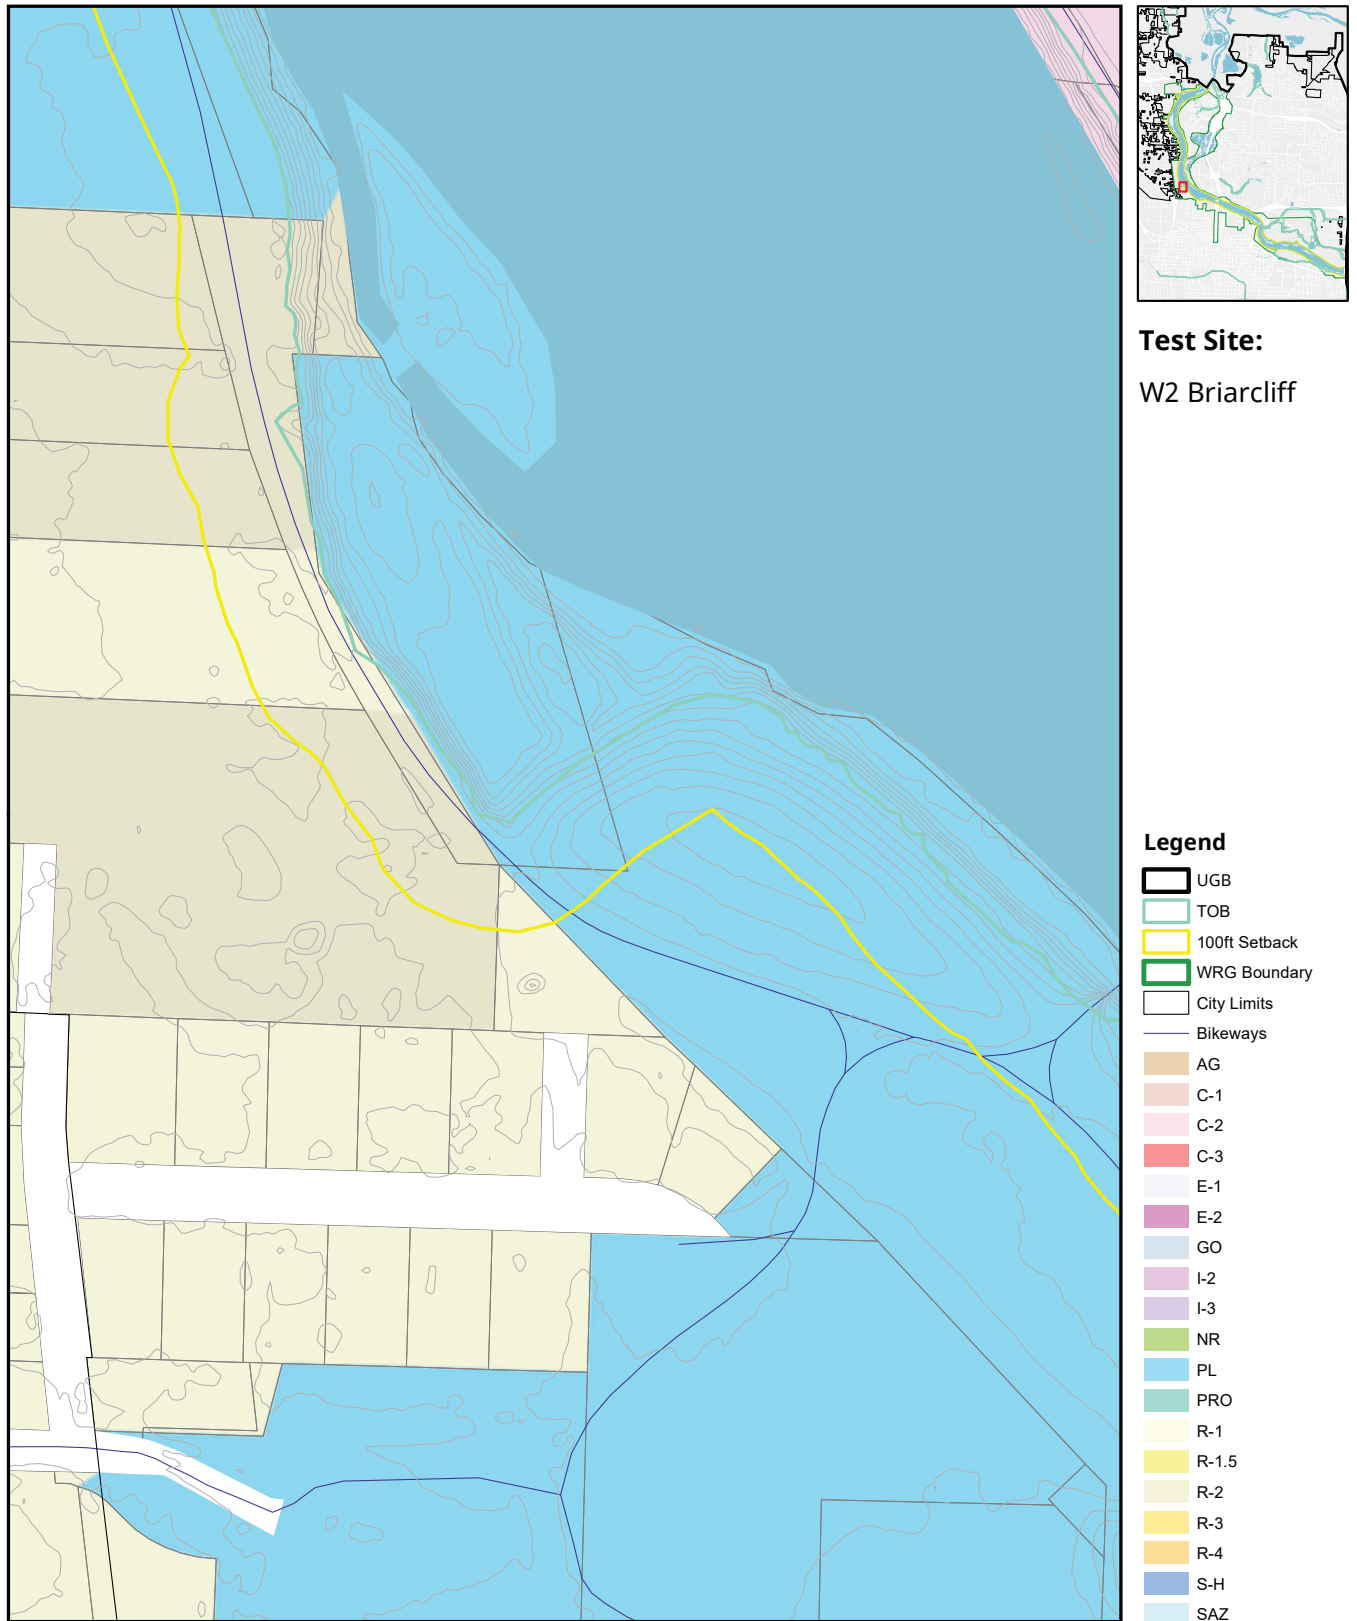 Test Site:
W2 Briarcliff
Legend
UGB
TOB
100ft Setback
WRG Boundary
City Limits
Bikeways
AG
C-1
C-2
C-3
E-1
E-2
GO
I-2
I-3
NR
PL
PRO
R-1
R-1.5
R-2
R-3
R-4
S-H
SAZ